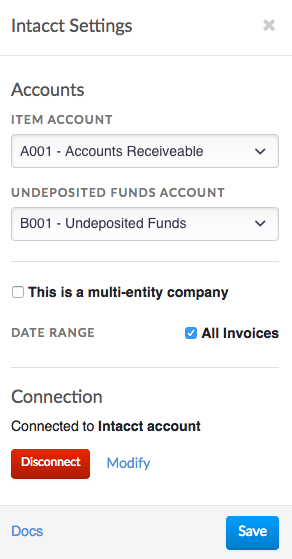 Intacct Settings
×
Accounts
ITEM ACCOUNT
A001 - Accounts Receiveable
UNDEPOSITED FUNDS ACCOUNT
B001 - Undeposited Funds
This is a multi-entity company
DATE RANGE All Invoices
Connection
Connected to Intacct account
Disconnect Modify
Docs Save